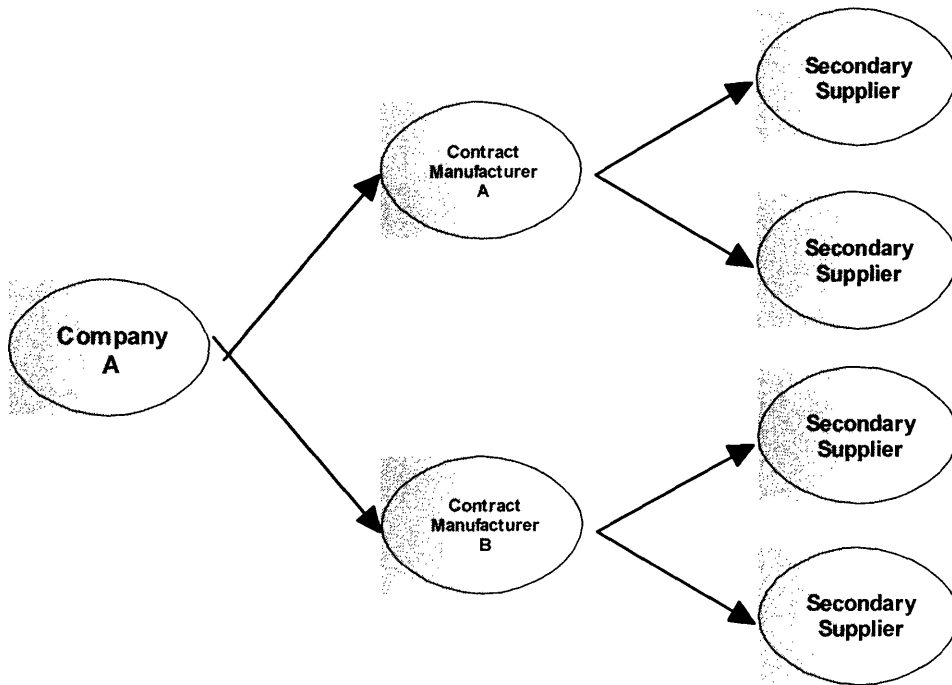 Company
A
Contract
Manufacturer
A
Contract
Manufacturer
B
Secondary
Supplier
Secondary
Supplier
Secondary
Supplier
Secondary
Supplier